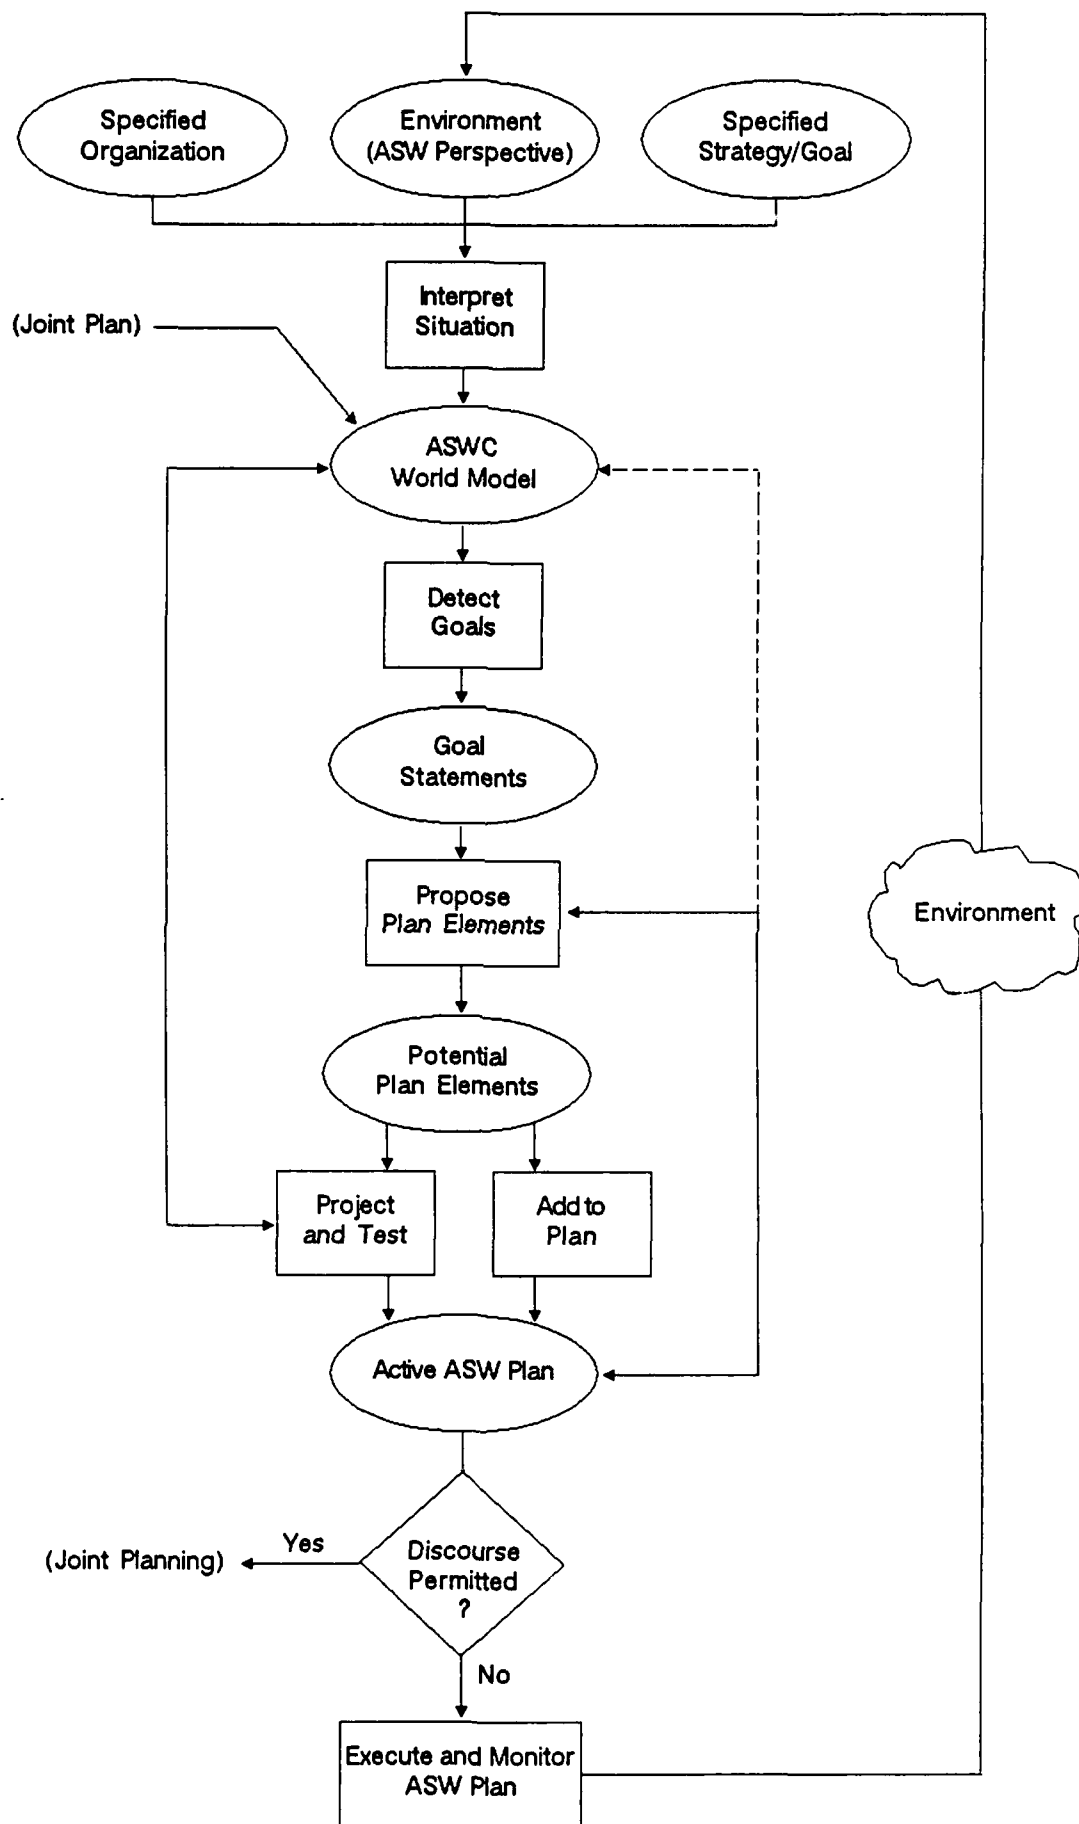 Specified
Organization
Environment
(ASW Perspective)
Specified
Strategy/Goal
Interpret
Situation
(Joint Plan)
ASWC
World Model
Detect
Goals
Goal
Statements
Propose
Plan Elements
Environment
Potential
Plan Elements
Project
and Test
Add to
Plan
Active ASW Plan
Discourse
Permitted
?
Yes
(Joint Planning)
No
Execute and Monitor
ASW Plan